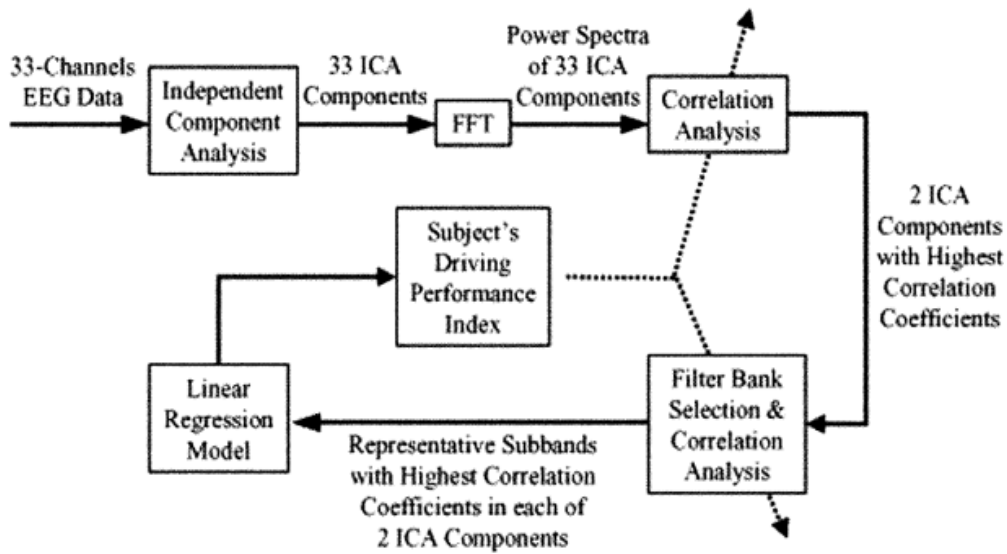 33-Channels
EEG Data
Independent
Component
Analysis
33 ICA
Components
FFT
Power Spectra
of 33 ICA
Components
Correlation
Analysis
2 ICA
Components
with Highest
Correlation
Coefficients
Subject's
Driving
Performance
Index
Filter Bank
Selection &
Correlation
Analysis
Representative Subbands
with Highest Correlation
Coefficients in each of
2 ICA Components
Linear
Regression
Model